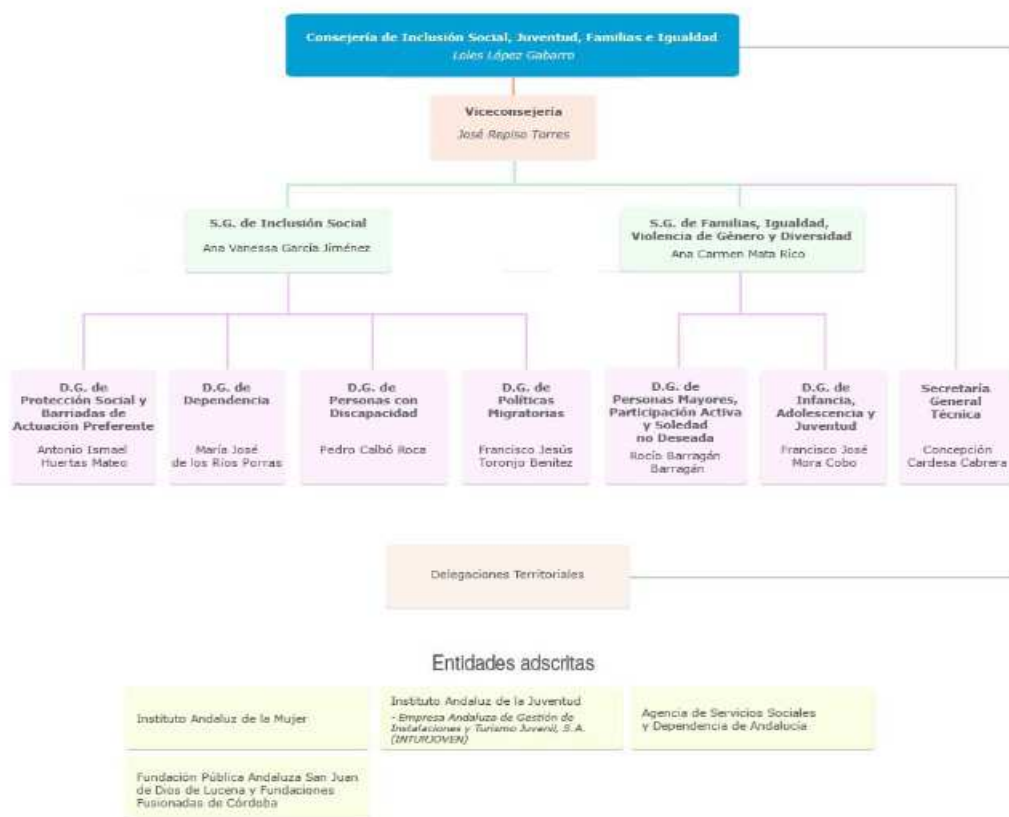 Consejería de Inclusión Social, Juventud, Familias e Igualdad
Loles López Gabarro
Viceconsejería
José Repiso Torres
S.G. de Inclusión Social
Ana Vanessa García Jiménez
S.G. de Familias, Igualdad,
Violencia de Género y Diversidad
Ana Carmen Mata Rico
D.G. de
Protección Social y
Barriadas de
Actuación Preferente
Antonio Ismael
Huertas Mateo
D.G. de
Dependencia
María José
de los Ríos Porras
D.G. de
Personas con
Discapacidad
Pedro Calbó Roca
D.G. de
Políticas
Migratorias
Francisco Jesús
Toronjo Benítez
D.G. de
Personas Mayores,
Participación Activa
y Soledad
no Deseada
Rocío Barragán
Barragán
D.G. de
Infancia,
Adolescencia y
Juventud
Francisco José
Mora Cobo
Secretaría
General
Técnica
Concepción
Cardesa Cabrera
Delegaciones Territoriales
Entidades adscritas
Instituto Andaluz de la Mujer
Instituto Andaluz de la Juventud
- Empresa Andaluza de Gestión de
Instalaciones y Turismo Juvenil, S.A.
(INTURJOVEN)
Agencia de Servicios Sociales
y Dependencia de Andalucía
Fundación Pública Andaluza San Juan
de Dios de Lucena y Fundaciones
Fusionadas de Córdoba